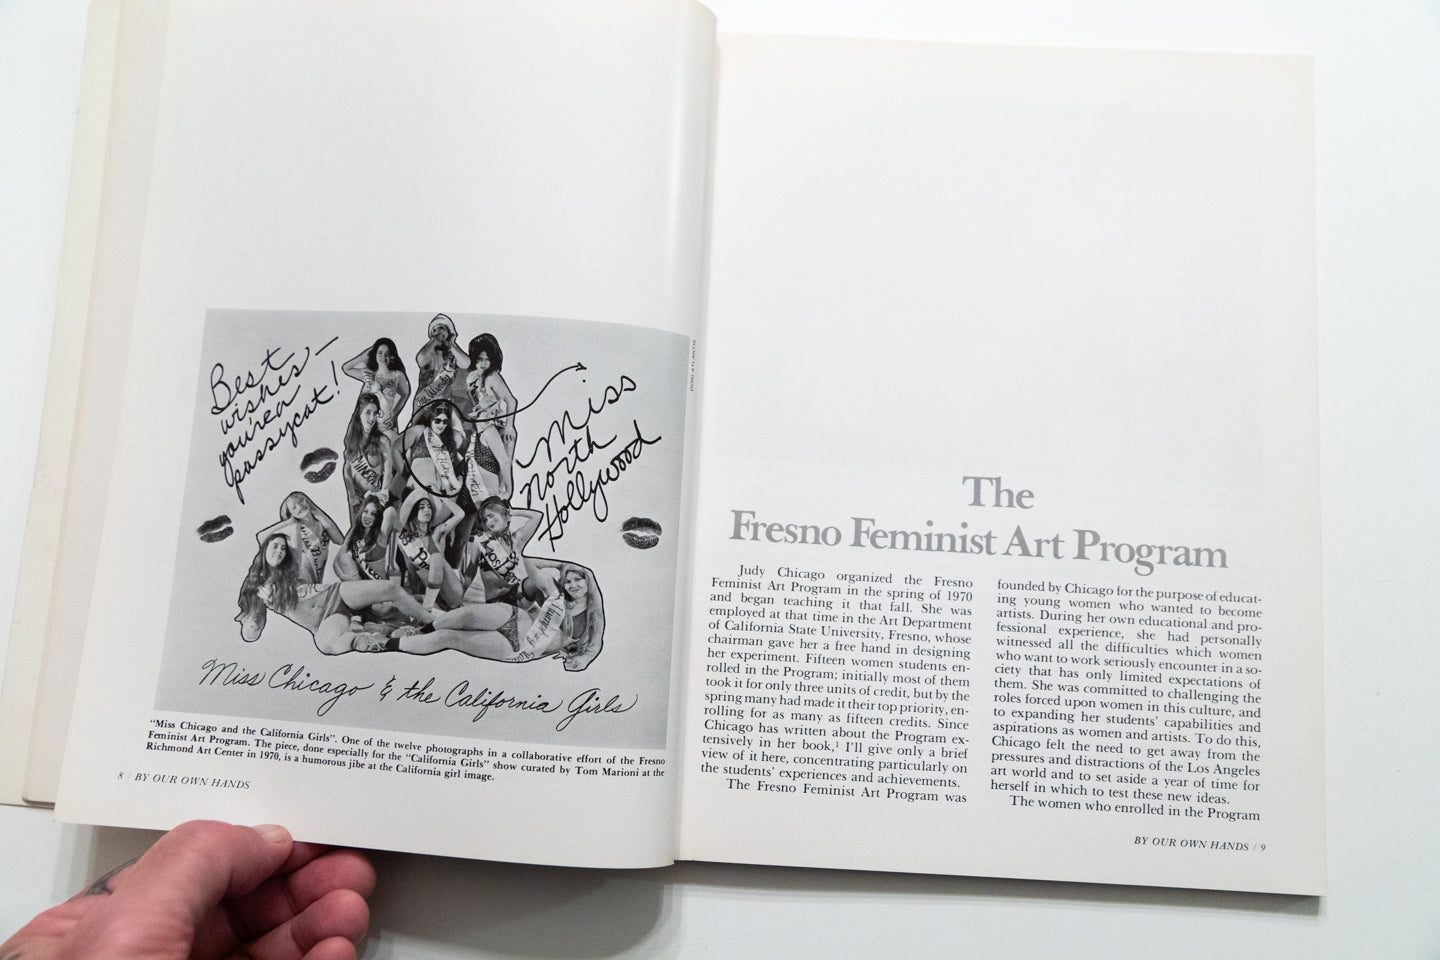 Best
wishes –
you're a
pussycat!
Miss
North
Hollywood
Miss Chicago & the California Girls
"Miss Chicago and the California Girls". One of the twelve photographs in a collaborative effort of the Fresno
Feminist Art Program. The piece, done especially for the "California Girls" show curated by Tom Marioni at the
Richmond Art Center in 1970, is a humorous jibe at the California girl image.
8 / BY OUR OWN HANDS
DORI ATLANTIS
The
Fresno Feminist Art Program
Judy Chicago organized the Fresno
Feminist Art Program in the spring of 1970
and began teaching it that fall. She was
employed at that time in the Art Department
of California State University, Fresno, whose
chairman gave her a free hand in designing
her experiment. Fifteen women students en-
rolled in the Program; initially most of them
took it for only three units of credit, but by the
spring many had made it their top priority, en-
rolling for as many as fifteen credits. Since
Chicago has written about the Program ex-
tensively in her book,¹ I'll give only a brief
view of it here, concentrating particularly on
the students' experiences and achievements.
The Fresno Feminist Art Program was
founded by Chicago for the purpose of educat-
ing young women who wanted to become
artists. During her own educational and pro-
fessional experience, she had personally
witnessed all the difficulties which women
who want to work seriously encounter in a so-
ciety that has only limited expectations of
them. She was committed to challenging the
roles forced upon women in this culture, and
to expanding her students' capabilities and
aspirations as women and artists. To do this,
Chicago felt the need to get away from the
pressures and distractions of the Los Angeles
art world and to set aside a year of time for
herself in which to test these new ideas.
The women who enrolled in the Program
BY OUR OWN HANDS / 9